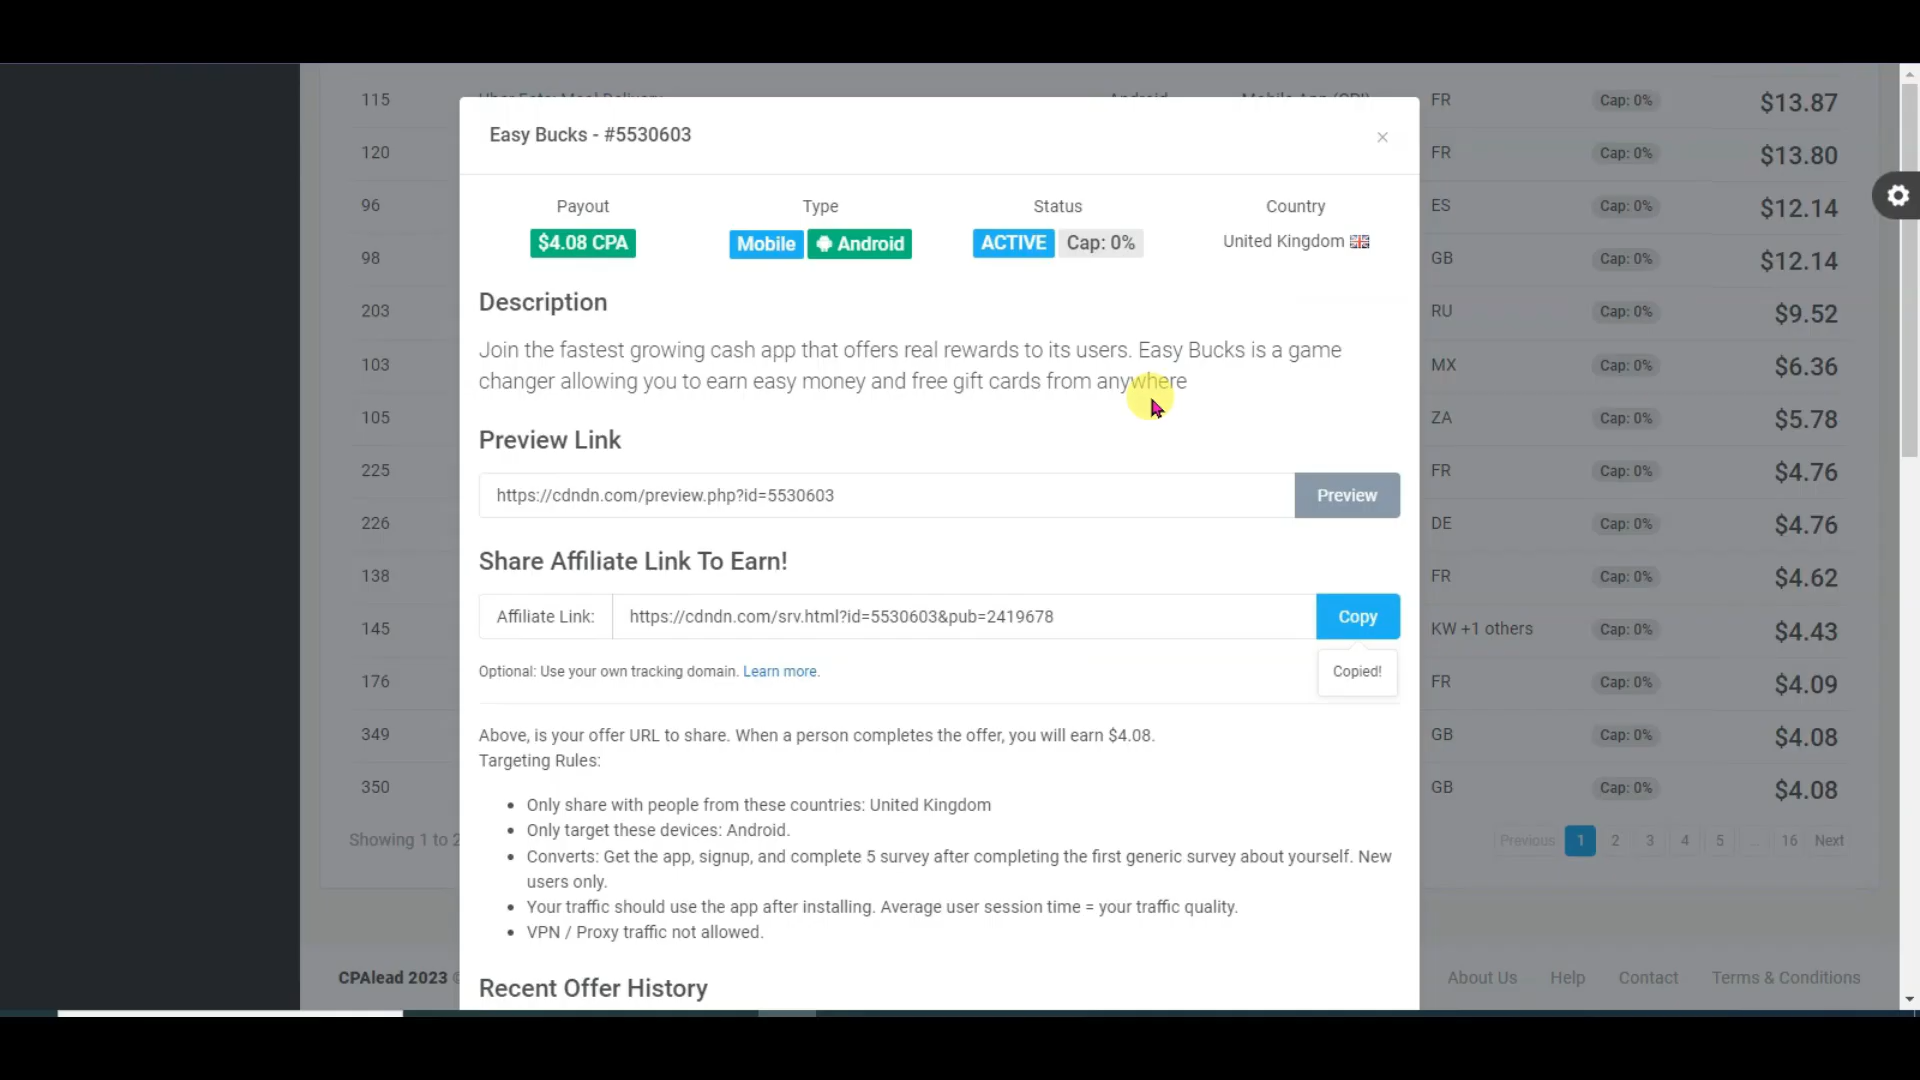 115 FR Cap: 0% $13.87
Easy Bucks - #5530603
×
120 FR Cap: 0% $13.80
96 ES Cap: 0% $12.14
98 GB Cap: 0% $12.14
203 RU Cap: 0% $9.52
103 MX Cap: 0% $6.36
105 ZA Cap: 0% $5.78
225 FR Cap: 0% $4.76
226 DE Cap: 0% $4.76
138 FR Cap: 0% $4.62
145 KW +1 others Cap: 0% $4.43
176 FR Cap: 0% $4.09
349 GB Cap: 0% $4.08
350 GB Cap: 0% $4.08
Payout Type Status Country
$4.08 CPA Mobile Android ACTIVE Cap: 0% United Kingdom
Description
Join the fastest growing cash app that offers real rewards to its users. Easy Bucks is a game
changer allowing you to earn easy money and free gift cards from anywhere
Preview Link
https://cdndn.com/preview.php?id=5530603 Preview
Share Affiliate Link To Earn!
Affiliate Link: https://cdndn.com/srv.html?id=5530603&pub=2419678 Copy
Optional: Use your own tracking domain. Learn more. Copied!
Above, is your offer URL to share. When a person completes the offer, you will earn $4.08.
Targeting Rules:
• Only share with people from these countries: United Kingdom
• Only target these devices: Android.
• Converts: Get the app, signup, and complete 5 survey after completing the first generic survey about yourself. New
users only.
• Your traffic should use the app after installing. Average user session time = your traffic quality.
• VPN / Proxy traffic not allowed.
Recent Offer History
Showing 1 to 2
Previous 1 2 3 4 5 ... 16 Next
CPAlead 2023 About Us Help Contact Terms & Conditions